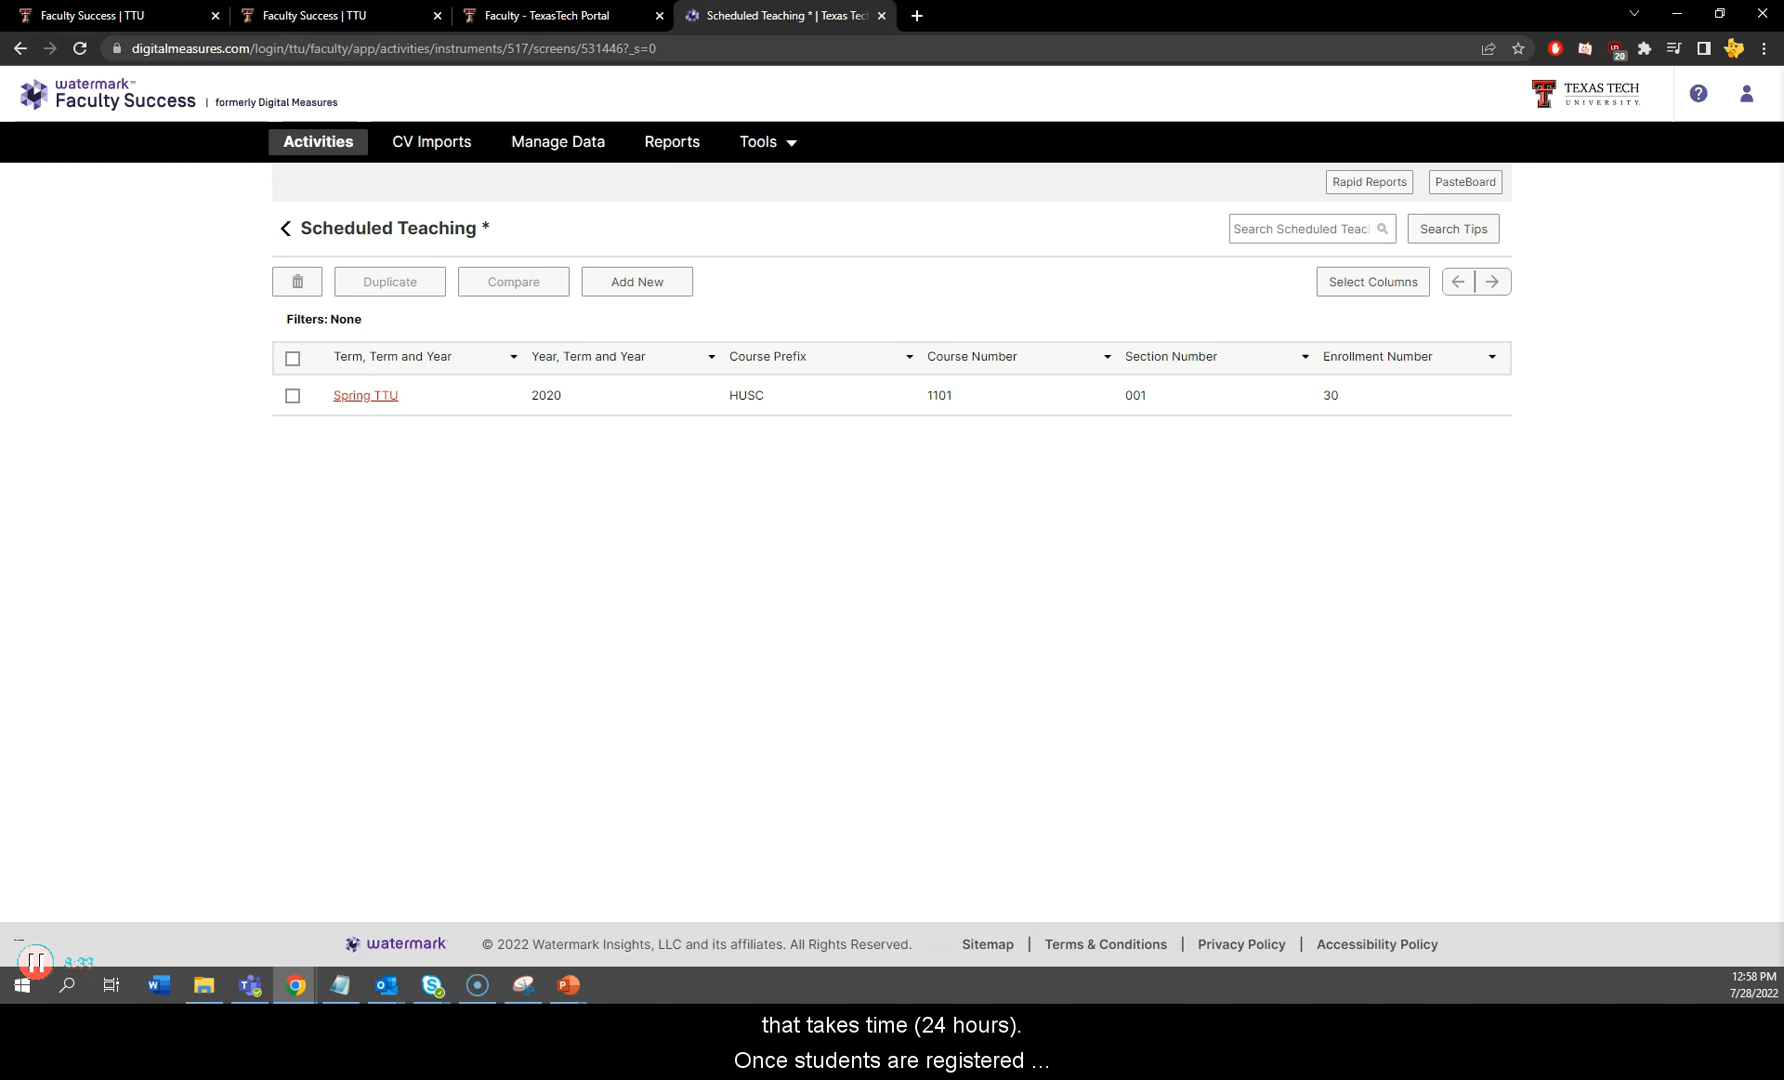 Faculty Success | TTU
Faculty Success | TTU
Faculty - TexasTech Portal
Scheduled Teaching * | Texas Tec
digitalmeasures.com/login/ttu/faculty/app/activities/instruments/517/screens/531446?_s=0
20
watermark™
Faculty Success | formerly Digital Measures
TEXAS TECH
UNIVERSITY.
Activities
CV Imports
Manage Data
Reports
Tools
Rapid Reports
PasteBoard
Scheduled Teaching *
Search Scheduled Teac
Search Tips
Duplicate
Compare
Add New
Select Columns
Filters: None
Term, Term and Year
Year, Term and Year
Course Prefix
Course Number
Section Number
Enrollment Number
Spring TTU
2020
HUSC
1101
001
30
watermark
© 2022 Watermark Insights, LLC and its affiliates. All Rights Reserved.
Sitemap | Terms & Conditions | Privacy Policy | Accessibility Policy
12:58 PM
7/28/2022
that takes time (24 hours).
Once students are registered ...